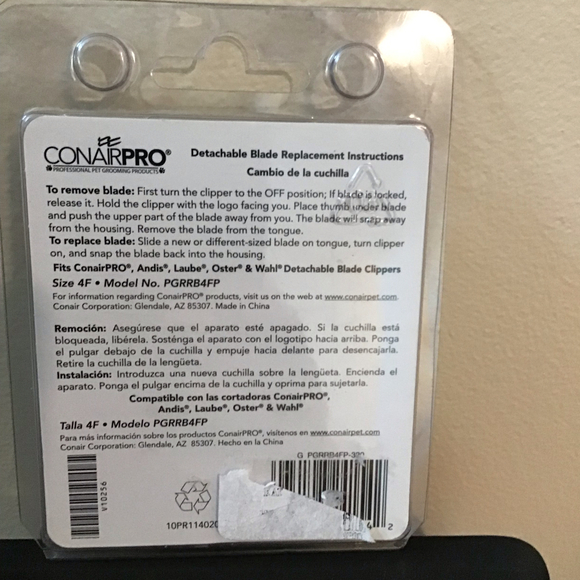 CONAIRPRO®
PROFESSIONAL PET GROOMING PRODUCTS
Detachable Blade Replacement Instructions
Cambio de la cuchilla
To remove blade: First turn the clipper to the OFF position; If blade is locked,
release it. Hold the clipper with the logo facing you. Place thumb under blade
and push the upper part of the blade away from you. The blade will snap away
from the housing. Remove the blade from the tongue.
To replace blade: Slide a new or different-sized blade on tongue, turn clipper
on, and snap the blade back into the housing.
Fits ConairPRO®, Andis®, Laube®, Oster® & Wahl® Detachable Blade Clippers
Size 4F • Model No. PGRRB4FP
For information regarding ConairPRO® products, visit us on the web at www.conairpet.com.
Conair Corporation: Glendale, AZ 85307. Made in China
Remoción: Asegúrese que el aparato esté apagado. Si la cuchilla está
bloqueada, libérela. Sosténga el aparato con el logotipo hacia arriba. Ponga
el pulgar debajo de la cuchilla y empuje hacia delante para desencajarla.
Retire la cuchilla de la lengüeta.
Instalación: Introduzca una nueva cuchilla sobre la lengüeta. Encienda el
aparato. Ponga el pulgar encima de la cuchilla y oprima para sujetarla.
Compatible con las cortadoras ConairPRO®,
Andis®, Laube®, Oster® & Wahl®
Talla 4F • Modelo PGRRB4FP
Para más información sobre los productos ConairPRO®, visítenos en www.conairpet.com
Conair Corporation: Glendale, AZ 85307. Hecho en la China
V10256
G PGRRB4FP-320
10PR11402
4 2